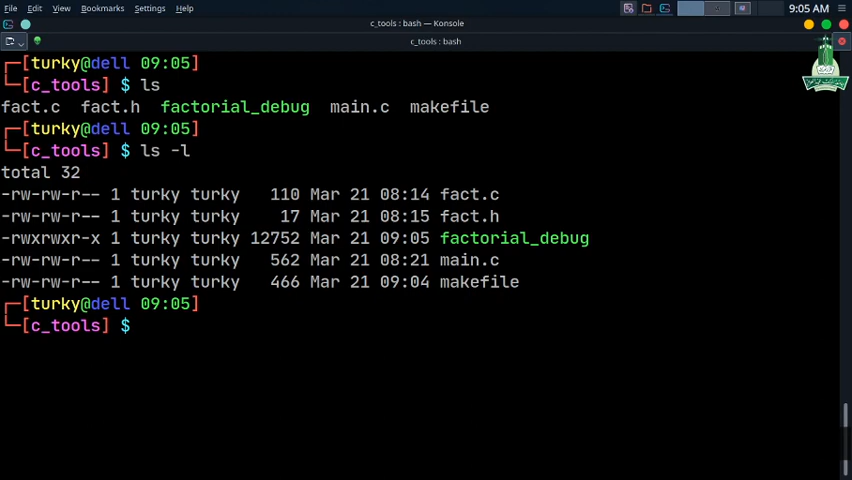 File Edit View Bookmarks Settings Help
9:05 AM
c_tools : bash — Konsole
c_tools : bash
┌─[turky@dell 09:05]
└─[c_tools] $ ls
fact.c fact.h factorial_debug main.c makefile
┌─[turky@dell 09:05]
└─[c_tools] $ ls -l
total 32
-rw-rw-r-- 1 turky turky 110 Mar 21 08:14 fact.c
-rw-rw-r-- 1 turky turky 17 Mar 21 08:15 fact.h
-rwxrwxr-x 1 turky turky 12752 Mar 21 09:05 factorial_debug
-rw-rw-r-- 1 turky turky 562 Mar 21 08:21 main.c
-rw-rw-r-- 1 turky turky 466 Mar 21 09:04 makefile
┌─[turky@dell 09:05]
└─[c_tools] $